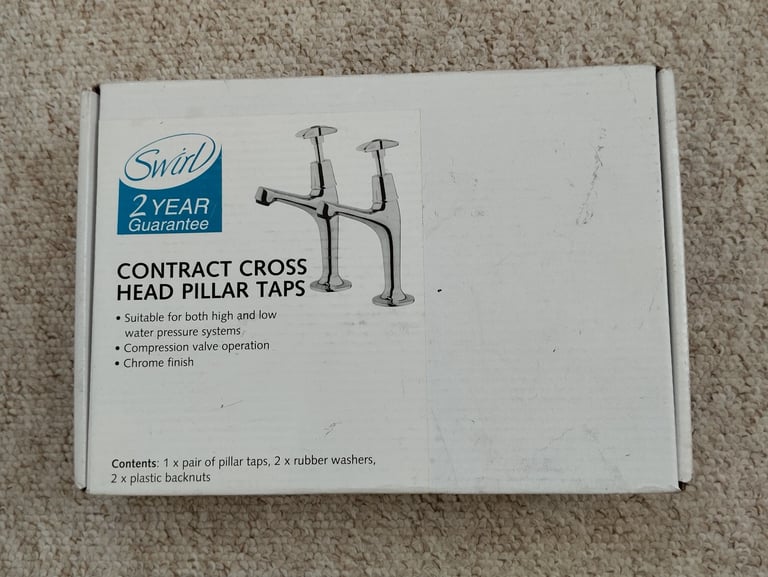 Swirl
2 YEAR
Guarantee
CONTRACT CROSS
HEAD PILLAR TAPS
• Suitable for both high and low
water pressure systems
• Compression valve operation
• Chrome finish
Contents: 1 x pair of pillar taps, 2 x rubber washers,
2 x plastic backnuts